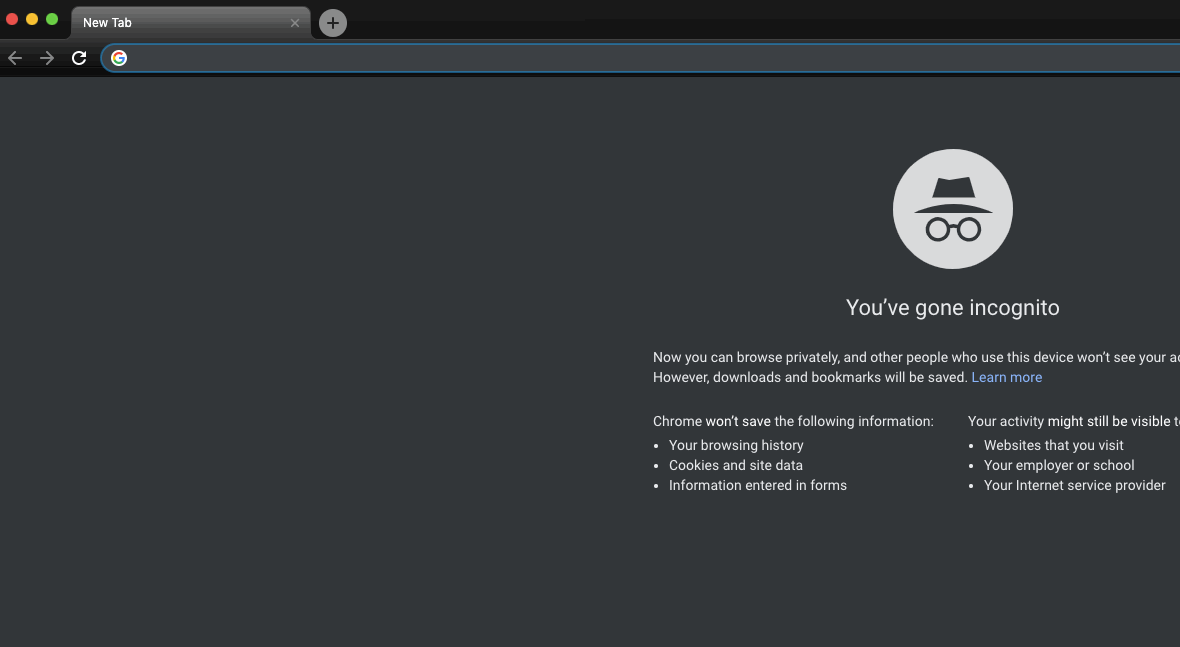 New Tab
You've gone incognito
Now you can browse privately, and other people who use this device won't see your
However, downloads and bookmarks will be saved. Learn more
Chrome won't save the following information:
Your browsing history
Cookies and site data
Information entered in forms
Your activity might still be visible
Websites that you visit
Your employer or school
Your Internet service provider